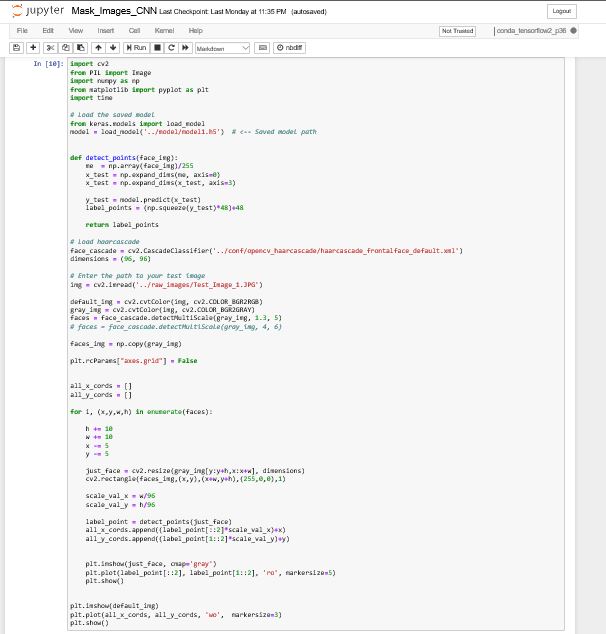 jupyter Mask_Images_CNN Last Checkpoint: Last Monday at 11:35 PM (autosaved)
Logout
File Edit View Insert Cell Kernel Help
Not Trusted
conda_tensorflow2_p36
Run
Markdown
nbdiff
In [10]:
import cv2
from PIL import Image
import numpy as np
from matplotlib import pyplot as plt
import time
# Load the saved model
from keras.models import load_model
model = load_model('../model/model1.h5') # <-- Saved model path
def detect_points(face_img):
me = np.array(face_img)/255
x_test = np.expand_dims(me, axis=0)
x_test = np.expand_dims(x_test, axis=3)
y_test = model.predict(x_test)
label_points = (np.squeeze(y_test)*48)+48
return label_points
# Load haarcascade
face_cascade = cv2.CascadeClassifier('../conf/opencv_haarcascade/haarcascade_frontalface_default.xml')
dimensions = (96, 96)
# Enter the path to your test image
img = cv2.imread('../raw_images/Test_Image_1.JPG')
default_img = cv2.cvtColor(img, cv2.COLOR_BGR2RGB)
gray_img = cv2.cvtColor(img, cv2.COLOR_BGR2GRAY)
faces = face_cascade.detectMultiScale(gray_img, 1.3, 5)
# faces = face_cascade.detectMultiScale(gray_img, 4, 6)
faces_img = np.copy(gray_img)
plt.rcParams["axes.grid"] = False
all_x_cords = []
all_y_cords = []
for i, (x,y,w,h) in enumerate(faces):
h += 10
w += 10
x -= 5
y -= 5
just_face = cv2.resize(gray_img[y:y+h,x:x+w], dimensions)
cv2.rectangle(faces_img,(x,y),(x+w,y+h),(255,0,0),1)
scale_val_x = w/96
scale_val_y = h/96
label_point = detect_points(just_face)
all_x_cords.append((label_point[::2]*scale_val_x)+x)
all_y_cords.append((label_point[1::2]*scale_val_y)+y)
plt.imshow(just_face, cmap='gray')
plt.plot(label_point[::2], label_point[1::2], 'ro', markersize=5)
plt.show()
plt.imshow(default_img)
plt.plot(all_x_cords, all_y_cords, 'wo', markersize=3)
plt.show()